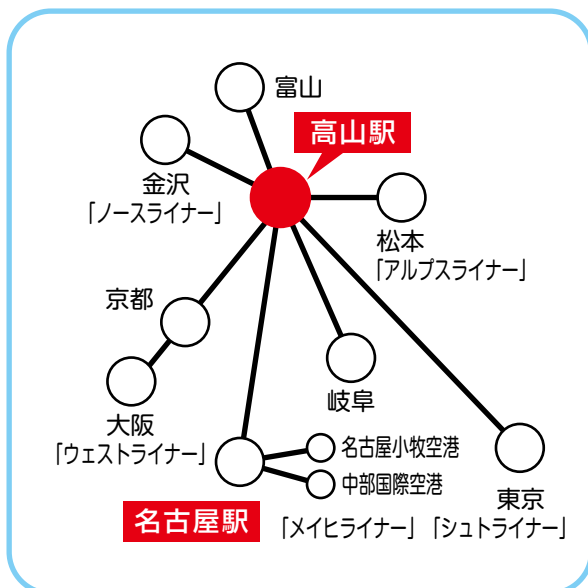 富山
高山駅
金沢
「ノースライナー」
松本
「アルプスライナー」
京都
岐阜
大阪
「ウェストライナー」
名古屋小牧空港
中部国際空港
東京
名古屋駅
「メイヒライナー」
「シュトライナー」